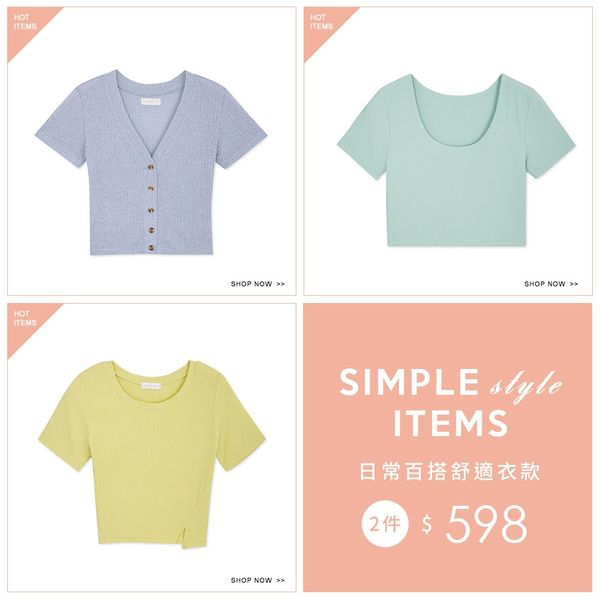 HOT
ITEMS
SHOP NOW >>
HOT
ITEMS
SHOP NOW >>
HOT
ITEMS
SHOP NOW >>
SIMPLE style
ITEMS
日常百搭舒適衣款
2件 $ 598